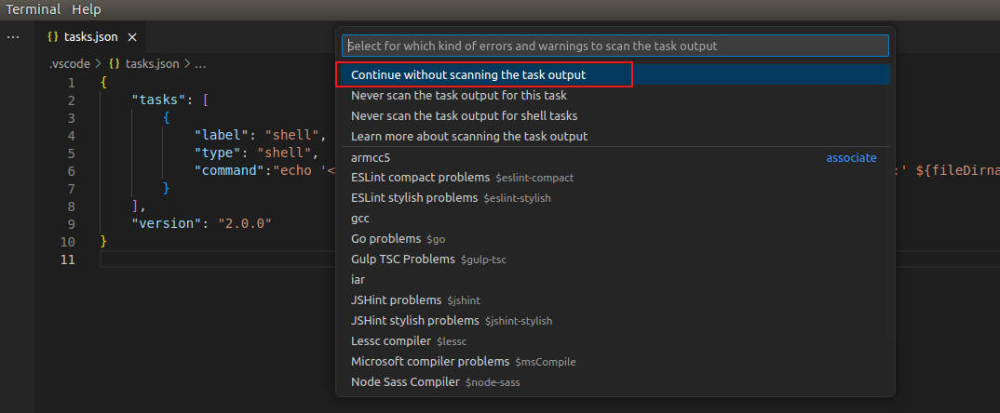 Terminal Help
··· {} tasks.json ×
.vscode > {} tasks.json > ...
1 {
2 "tasks": [
3 {
4 "label": "shell",
5 "type": "shell",
6 "command":"echo '< :' ${fileDirna
7 }
8 ],
9 "version": "2.0.0"
10 }
11
Select for which kind of errors and warnings to scan the task output
Continue without scanning the task output
Never scan the task output for this task
Never scan the task output for shell tasks
Learn more about scanning the task output
armcc5 associate
ESLint compact problems $eslint-compact
ESLint stylish problems $eslint-stylish
gcc
Go problems $go
Gulp TSC Problems $gulp-tsc
iar
JSHint problems $jshint
JSHint stylish problems $jshint-stylish
Lessc compiler $lessc
Microsoft compiler problems $msCompile
Node Sass Compiler $node-sass